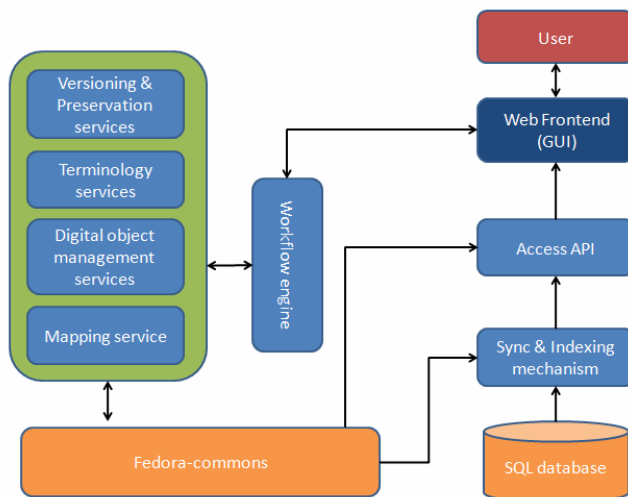 User
Versioning &
Preservation
services
Web Frontend
(GUI)
Terminology
services
Workflow engine
Digital object
management
services
Access API
Mapping service
Sync & Indexing
mechanism
Fedora-commons
SQL database